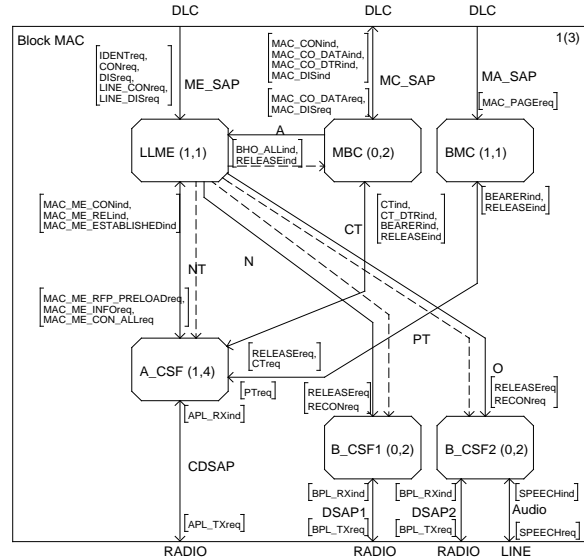 DLC
DLC
DLC
Block MAC
1(3)
IDENTreq,
CONreq,
DISreq,
LINE_CONreq,
LINE_DISreq
ME_SAP
MAC_CONind,
MAC_CO_DATAind,
MAC_CO_DTRind,
MAC_DISind
MC_SAP
MA_SAP
MAC_CO_DATAreq,
MAC_DISreq
MAC_PAGEreq
A
LLME (1,1)
BHO_ALLind,
RELEASEind
MBC (0,2)
BMC (1,1)
MAC_ME_CONind,
MAC_ME_RELind,
MAC_ME_ESTABLISHEDind
CT
CTind,
CT_DTRind,
BEARERind,
RELEASEind
BEARERind,
RELEASEind
NT
N
MAC_ME_RFP_PRELOADreq,
MAC_ME_INFOreq,
MAC_ME_CON_ALLreq
PT
A_CSF (1,4)
RELEASEreq,
CTreq
O
PTreq
RELEASEreq
RECONreq
RELEASEreq
RECONreq
APL_RXind
B_CSF1 (0,2)
B_CSF2 (0,2)
CDSAP
BPL_RXind
BPL_RXind
SPEECHind
DSAP1
DSAP2
Audio
APL_TXreq
BPL_TXreq
BPL_TXreq
SPEECHreq
RADIO
RADIO
RADIO
LINE